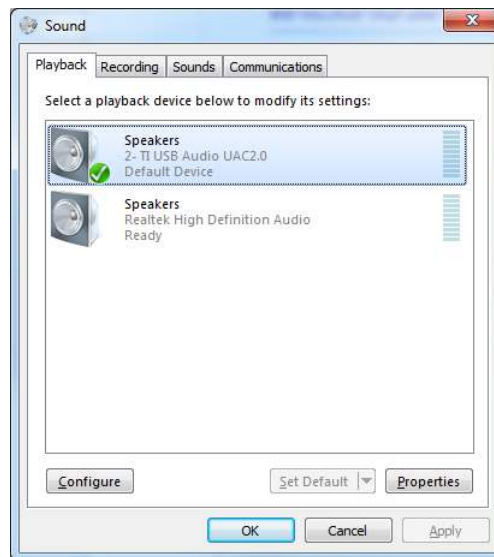 Sound
Playback Recording Sounds Communications
Select a playback device below to modify its settings:
Speakers
2- TI USB Audio UAC2.0
Default Device
Speakers
Realtek High Definition Audio
Ready
Configure Set Default Properties
OK Cancel Apply